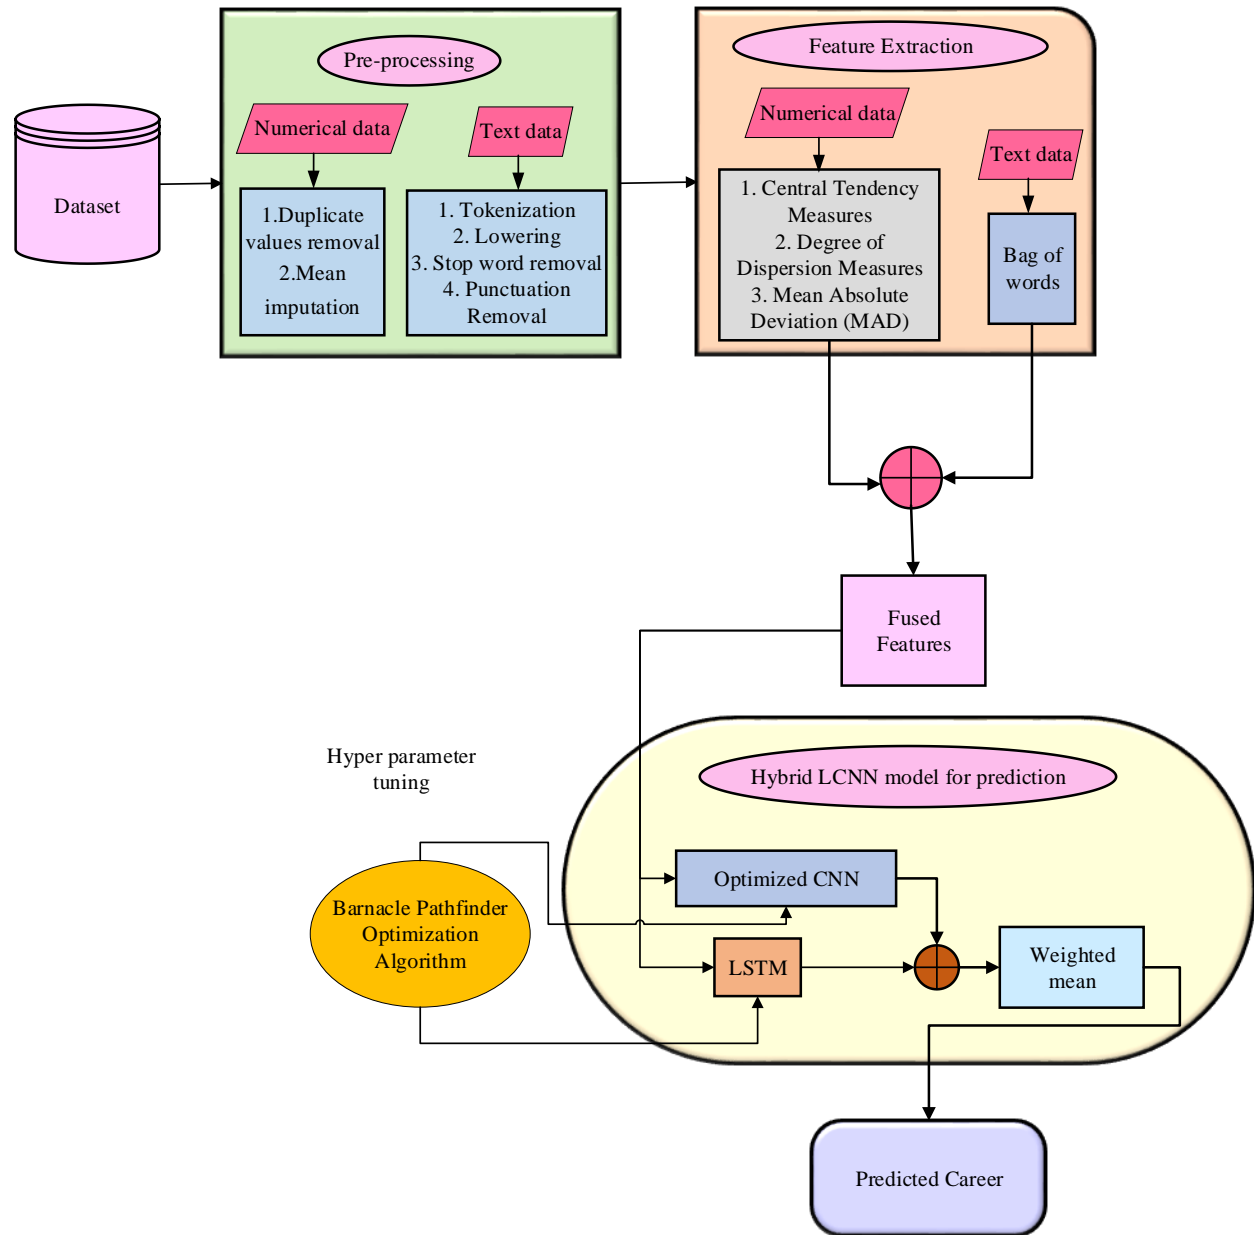 Pre-processing
Feature Extraction
Dataset
Numerical data
Text data
1.Duplicate
values removal
2.Mean
imputation
1. Tokenization
2. Lowering
3. Stop word removal
4. Punctuation
Removal
Numerical data
Text data
1. Central Tendency
Measures
2. Degree of
Dispersion Measures
3. Mean Absolute
Deviation (MAD)
Bag of
words
Fused
Features
Hyper parameter
tuning
Hybrid LCNN model for prediction
Barnacle Pathfinder
Optimization
Algorithm
Optimized CNN
LSTM
Weighted
mean
Predicted Career